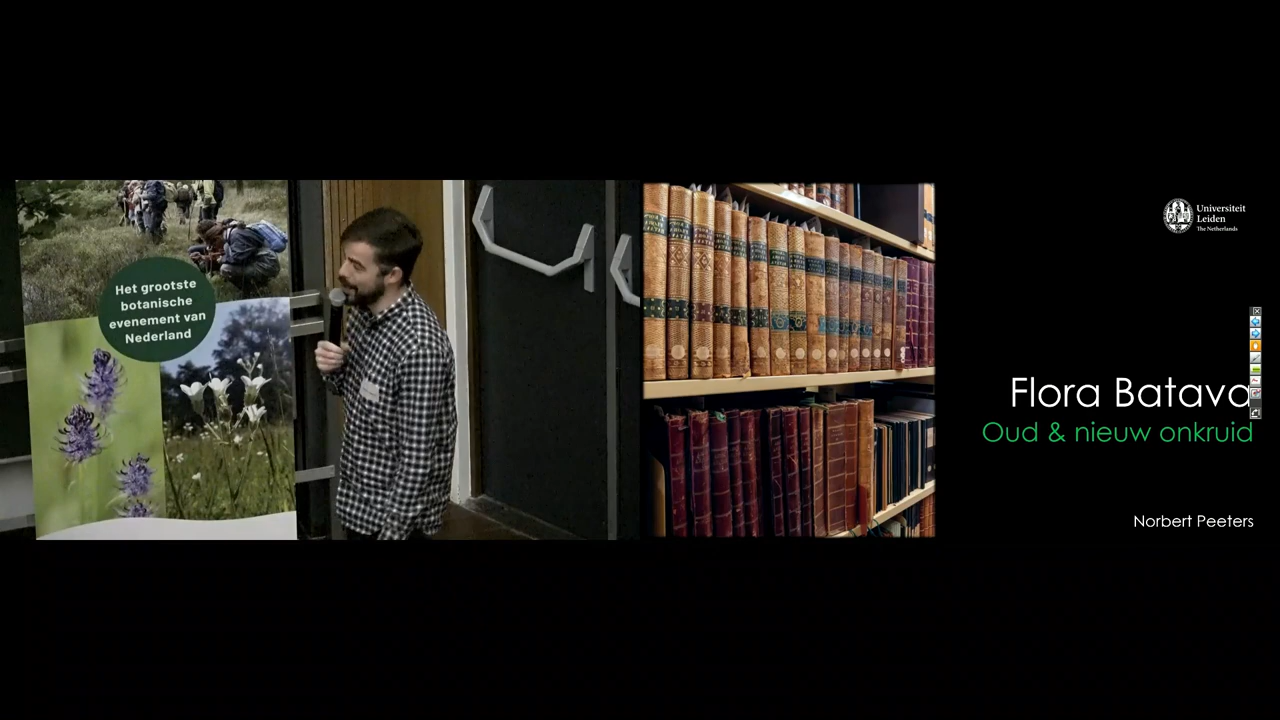 Het grootste
botanische
evenement van
Nederland
Universiteit
Leiden
The Netherlands
Flora Batava
Oud & nieuw onkruid
Norbert Peeters